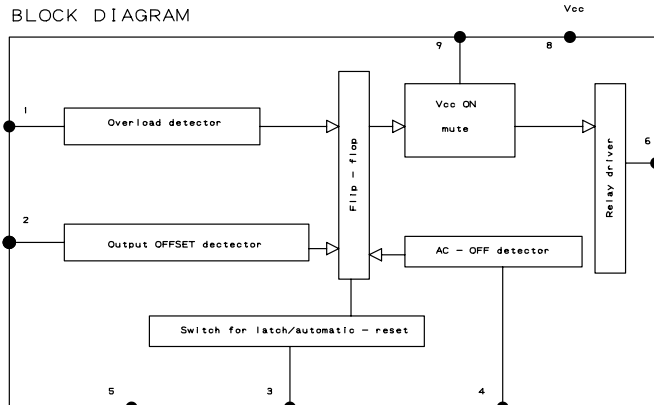 BLOCK DIAGRAM
Vcc
9
8
1
Overload detector
Flip - flop
Vcc ON
mute
Relay driver
6
2
Output OFFSET dectector
AC - OFF detector
Switch for latch/automatic - reset
5
3
4